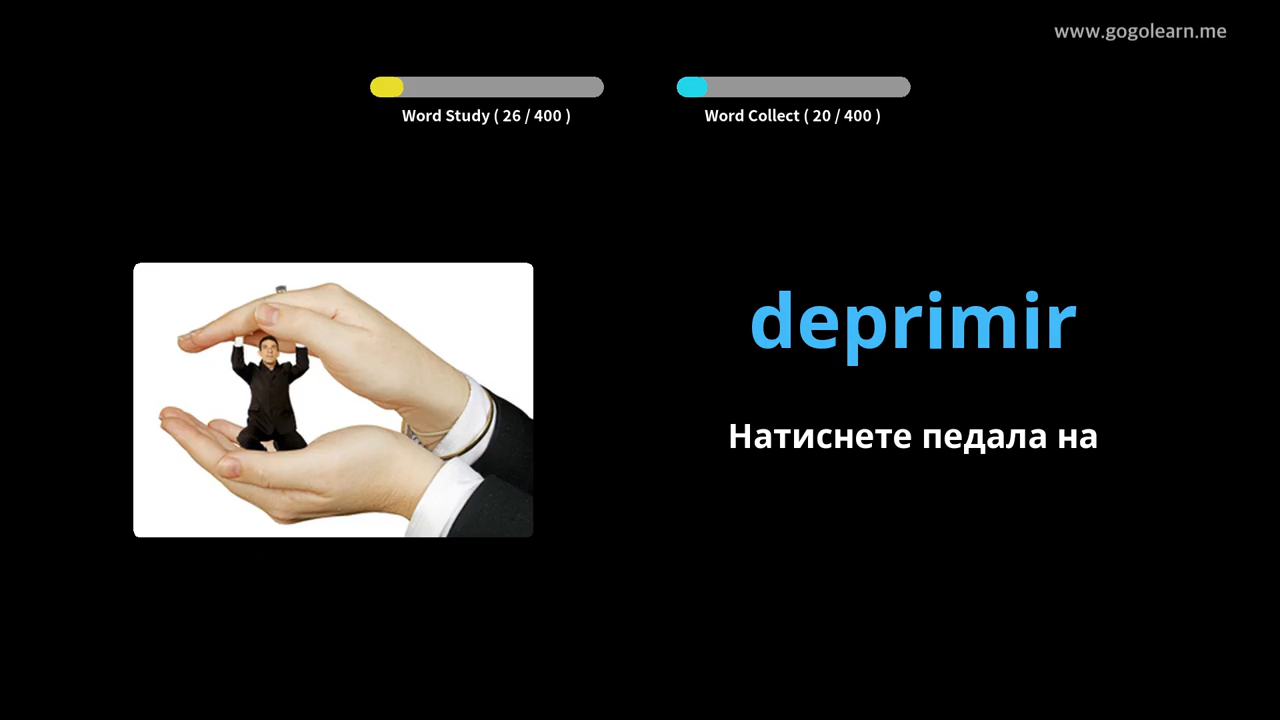 www.gogolearn.me
Word Study ( 26 / 400 )
Word Collect ( 20 / 400 )
deprimir
Натиснете педала на